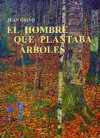 JEAN GIONO
EL HOMBRE
QUE PLANTABA
ÁRBOLES